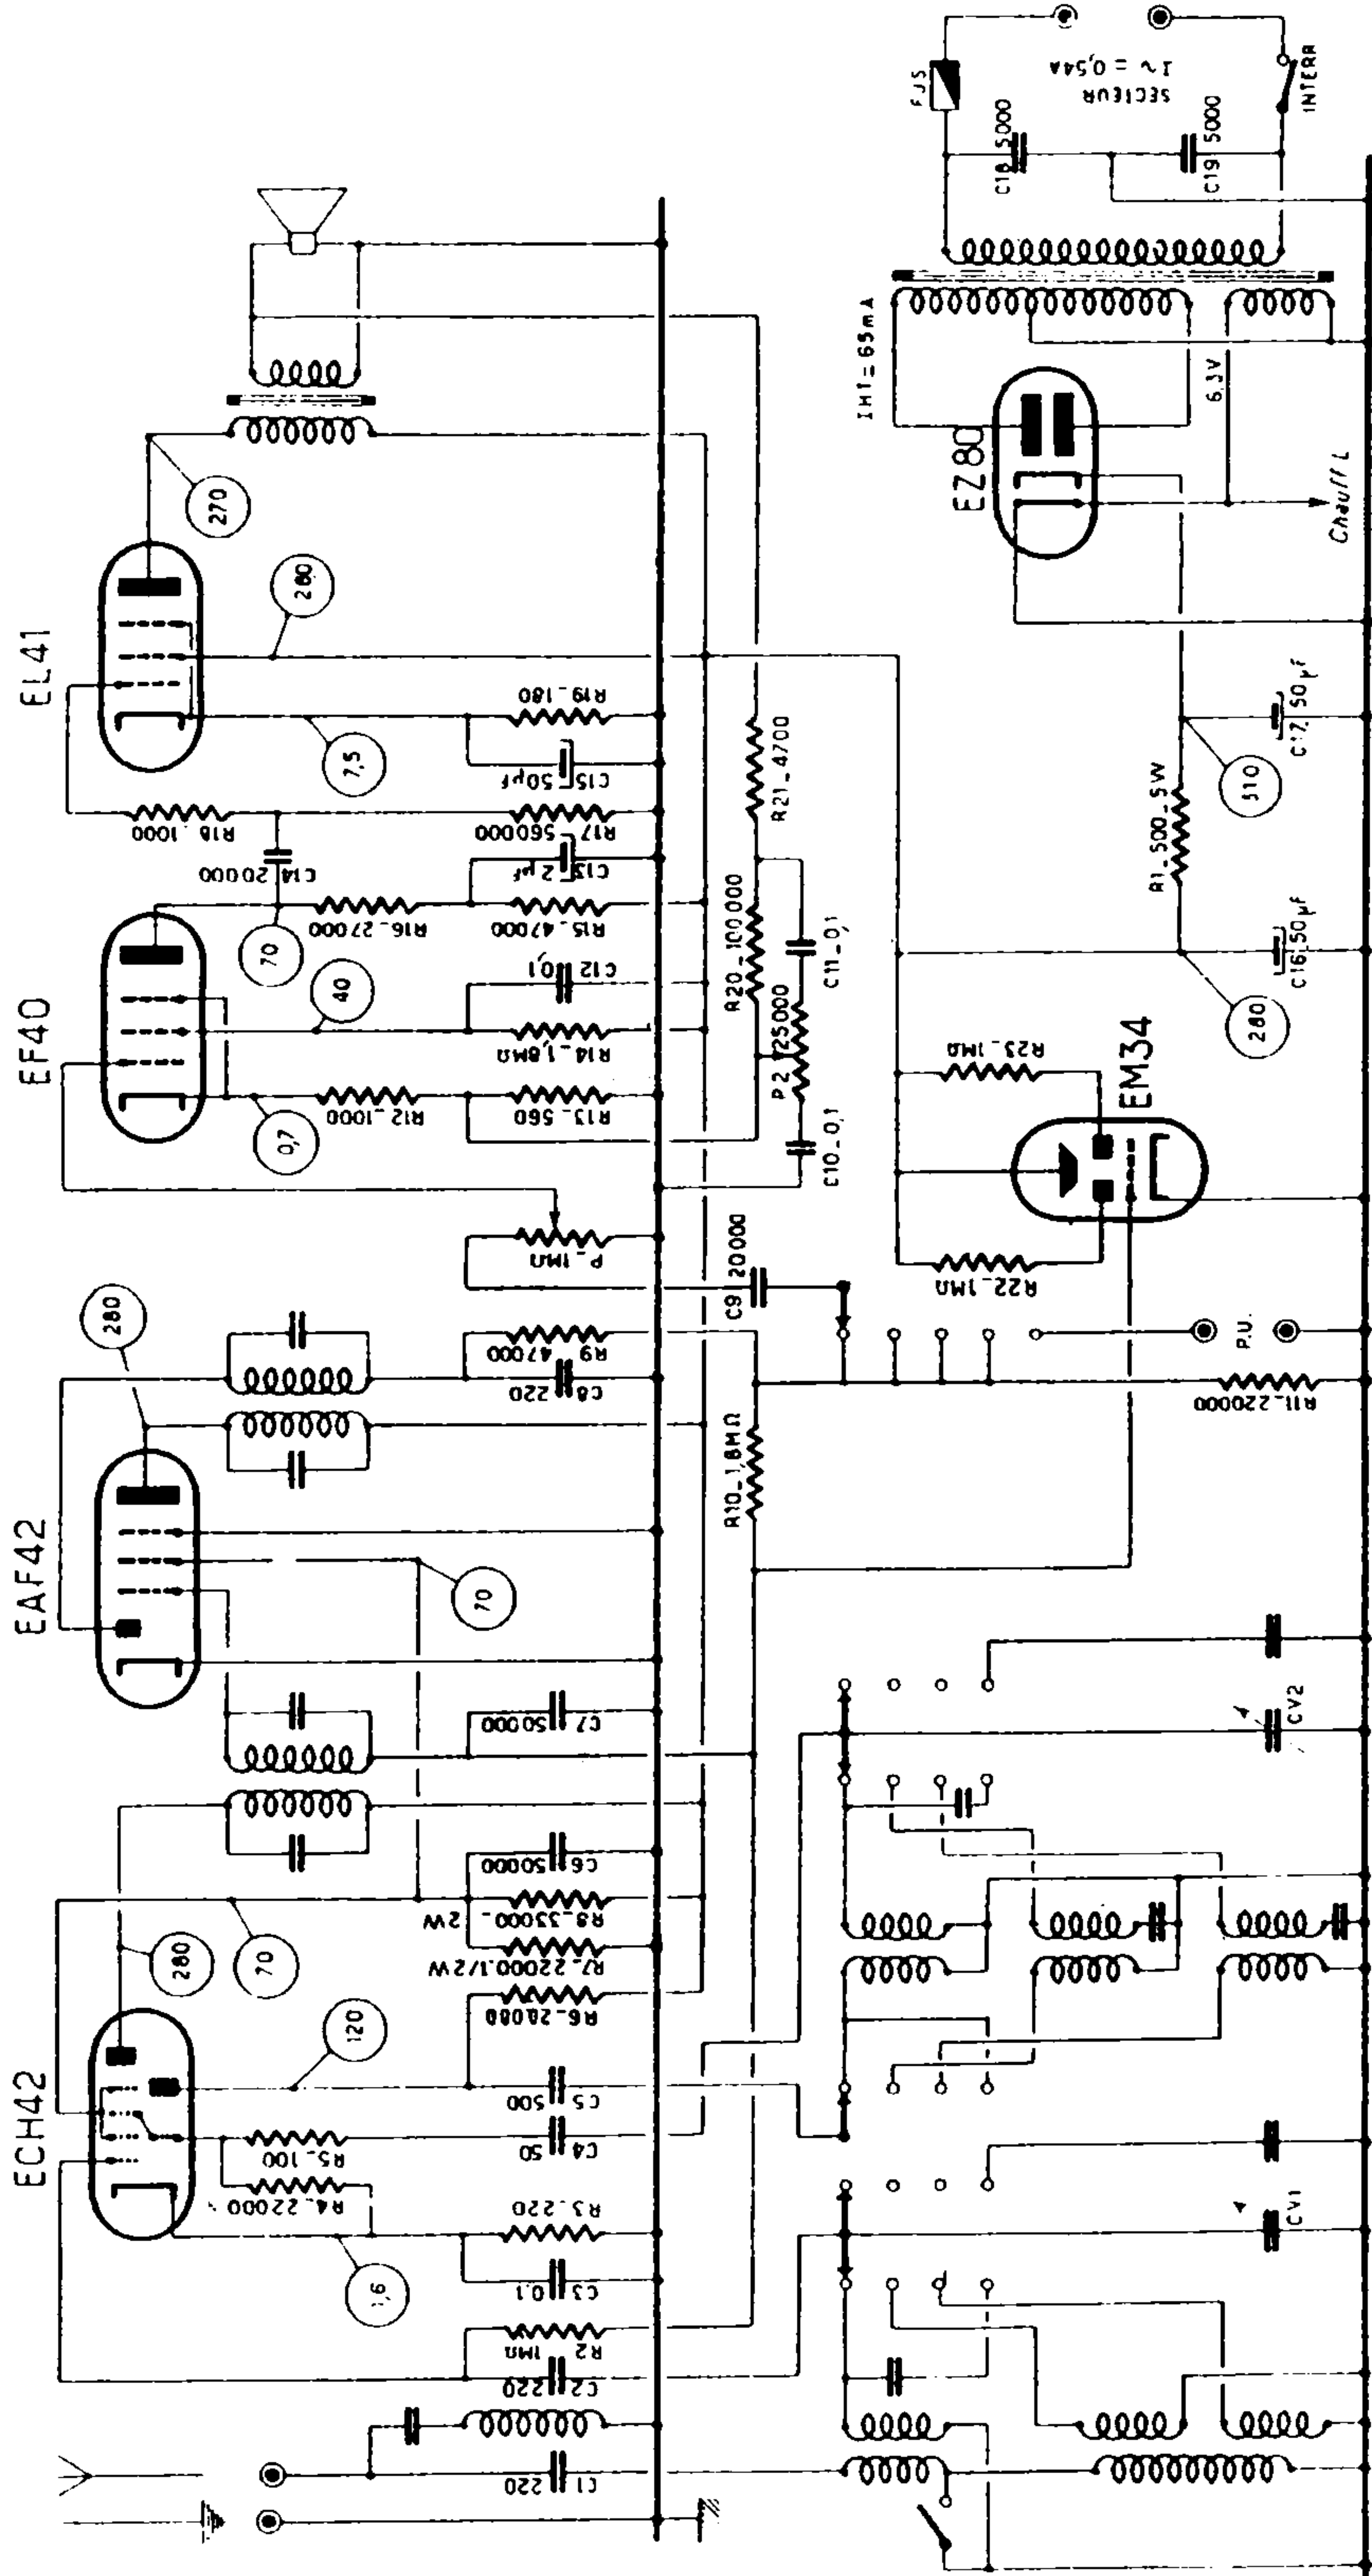 ECH42
EAF42
EF40
EL41
280
70
120
1,6
280
70
0,7
40
70
7,5
280
270
C1 220
C2 220
R2 1MΩ
C3 0,1
R3-220
R4-22000
R5-100
C4 50
C5 500
R7-22000.1/2W
R8-33000-2W
C6 50000
C7 50000
C8 220
R9 47000
P-1MΩ
R12-1000
R13-560
R14-1,8MΩ
C12 0,1
R16-27000
R15-47000
C13 2µF
C14 20000
R18.1000
R17-560000
C15 50µF
R19-180
R10-1,8MΩ
C9 20000
C10-0,1
P2 725000
C11-0,1
R20-100000
R21-4700
CV1
CV2
R11-220000
P.U.
R22-1MΩ
R23-1MΩ
EM34
280
C16 50µF
R1-500-5W
310
C17 50µF
EZ80
IHT=65mA
6,3V
Chauff L
FUS
C18 5000
C19 5000
SECTEUR
I∿ = 0,54A
INTERR